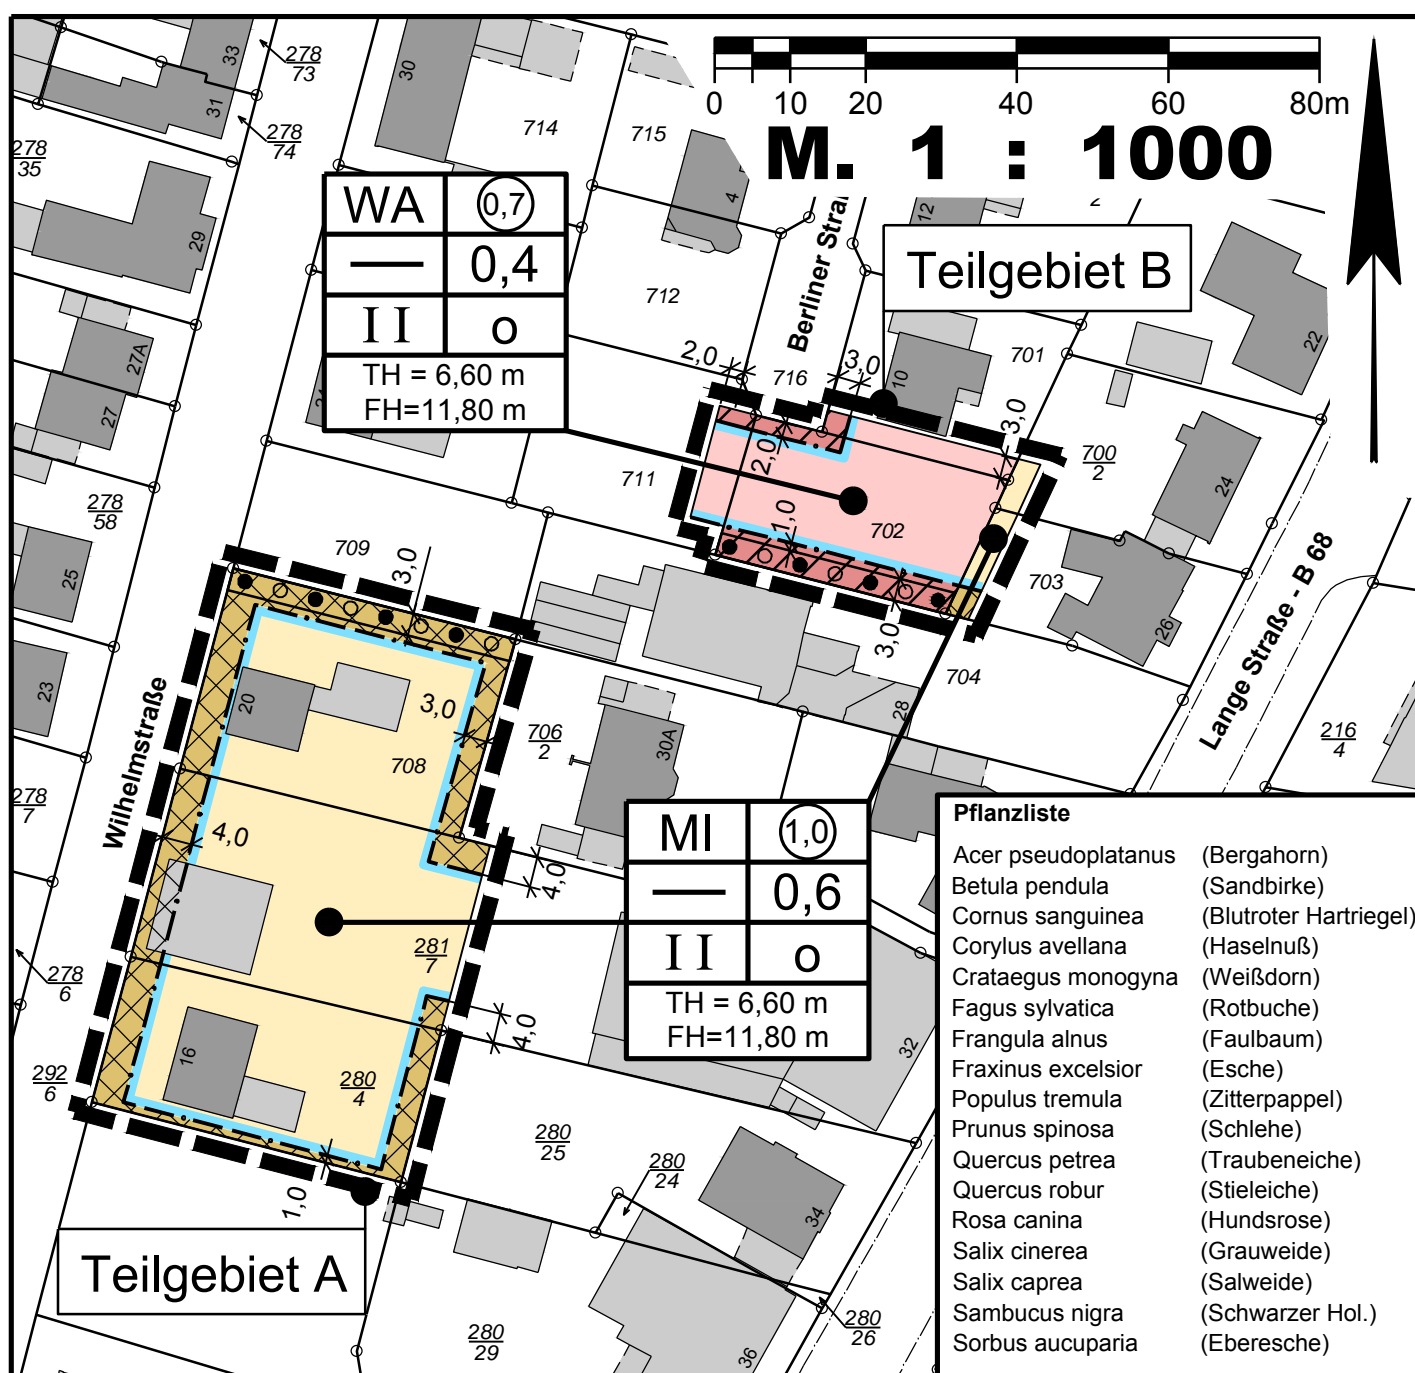 0 10 20 40 60 80m
M. 1 : 1000
33
278
73
31
278
74
278
35
29
30
714
715
4
12
2
WA 0,7
0,4
II o
TH = 6,60 m
FH=11,80 m
712
Berliner Straß
Teilgebiet B
22
701
10
2,0
716
3,0
3,0
27A
27
278
58
711
2,0
1,0
702
700
2
24
25
709
3,0
703
26
3,0
704
28
Lange Straße - B 68
216
4
23
20
3,0
708
706
2
30A
Wilhelmstraße
278
7
4,0
4,0
MI 1,0
0,6
II o
TH = 6,60 m
FH=11,80 m
281
7
278
6
4,0
292
6
16
280
4
32
280
25
280
24
1,0
34
Teilgebiet A
280
29
36
280
26
Pflanzliste
Acer pseudoplatanus (Bergahorn)
Betula pendula (Sandbirke)
Cornus sanguinea (Blutroter Hartriegel)
Corylus avellana (Haselnuß)
Crataegus monogyna (Weißdorn)
Fagus sylvatica (Rotbuche)
Frangula alnus (Faulbaum)
Fraxinus excelsior (Esche)
Populus tremula (Zitterpappel)
Prunus spinosa (Schlehe)
Quercus petrea (Traubeneiche)
Quercus robur (Stieleiche)
Rosa canina (Hundsrose)
Salix cinerea (Grauweide)
Salix caprea (Salweide)
Sambucus nigra (Schwarzer Hol.)
Sorbus aucuparia (Eberesche)